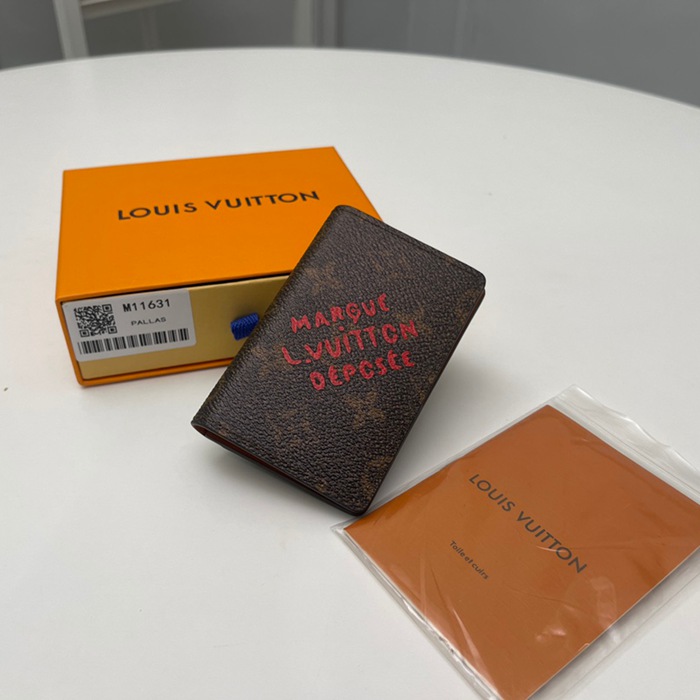 LOUIS VUITTON
M11631
PALLAS
MARQUE
L.VUITTON
DÉPOSÉE
LOUIS VUITTON
Toile et cuirs